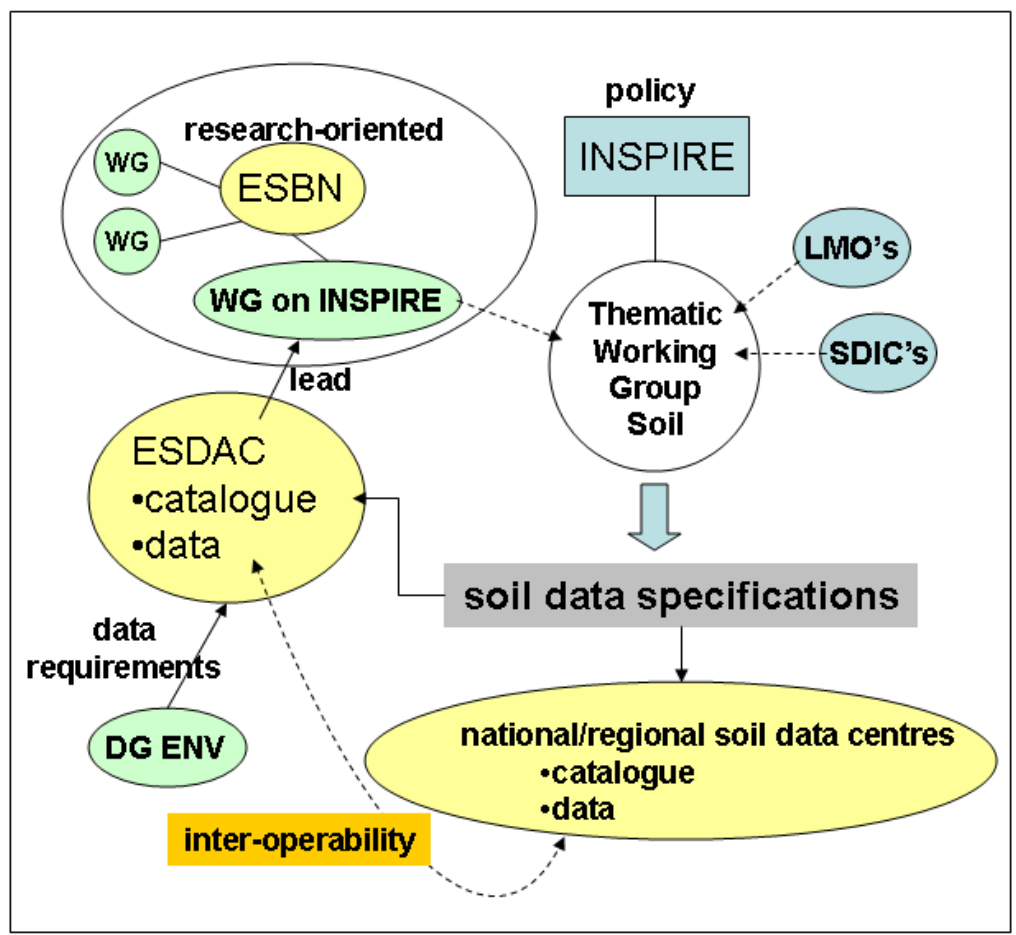 policy
research-oriented
INSPIRE
WG
ESBN
WG
LMO's
WG on INSPIRE
Thematic
Working
Group
Soil
SDIC's
lead
ESDAC
•catalogue
•data
soil data specifications
data
requirements
DG ENV
national/regional soil data centres
•catalogue
•data
inter-operability